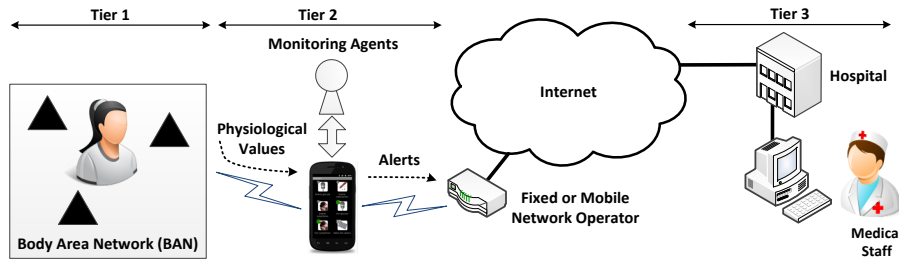 Tier 1
Tier 2
Tier 3
Monitoring Agents
Hospital
Internet
Physiological
Values
Alerts
Fixed or Mobile
Network Operator
Body Area Network (BAN)
Medical
Staff